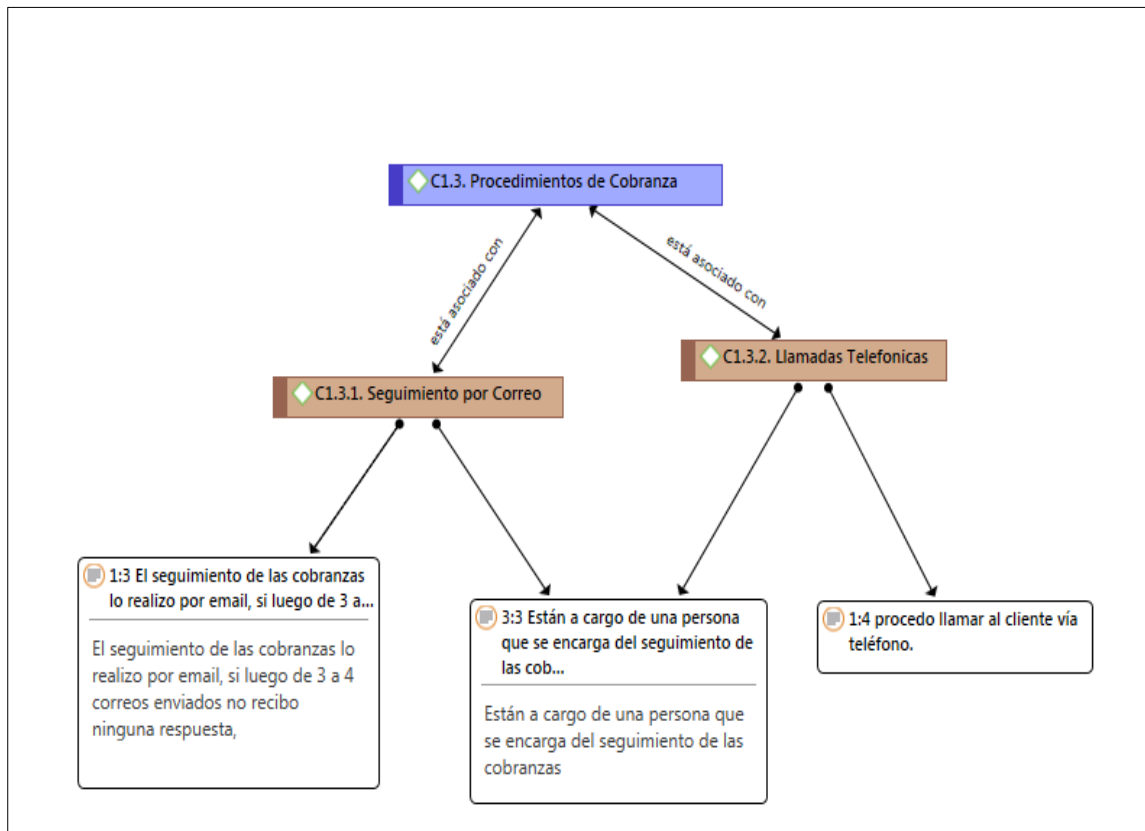 C1.3. Procedimientos de Cobranza
está asociado con
está asociado con
C1.3.2. Llamadas Telefonicas
C1.3.1. Seguimiento por Correo
1:3 El seguimiento de las cobranzas
lo realizo por email, si luego de 3 a...
El seguimiento de las cobranzas lo
realizo por email, si luego de 3 a 4
correos enviados no recibo
ninguna respuesta,
3:3 Están a cargo de una persona
que se encarga del seguimiento de
las cob...
Están a cargo de una persona que
se encarga del seguimiento de las
cobranzas
1:4 procedo llamar al cliente vía
teléfono.